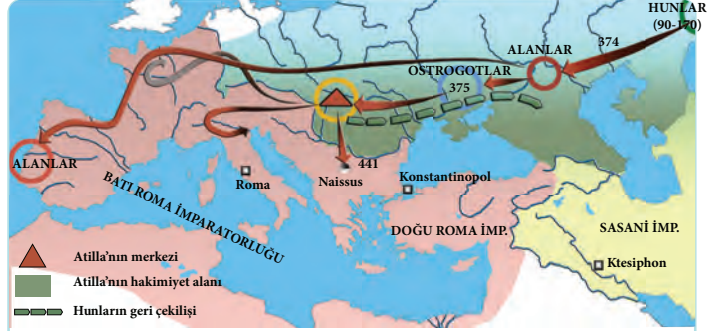 HUNLAR
(90-170)
374
ALANLAR
OSTROGOTLAR
375
ALANLAR
441
Roma
Naissus
Konstantinopol
BATI ROMA İMPARATORLUĞU
DOĞU ROMA İMP.
SASANİ İMP.
Ktesiphon
Atilla’nın merkezi
Atilla’nın hakimiyet alanı
Hunların geri çekilişi